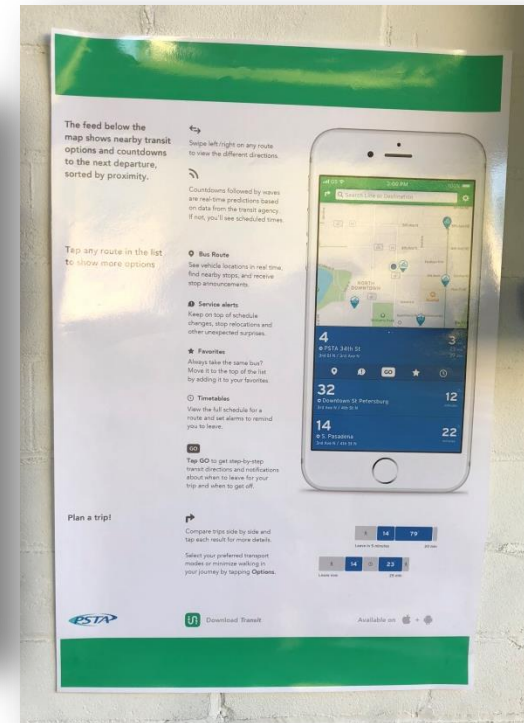 The feed below the
map shows nearby transit
options and countdowns
to the next departure,
sorted by proximity.
Swipe left/right on any route
to view the different directions.
Countdowns followed by waves
are real-time predictions based
on data from the transit agency.
If not, you'll see scheduled times.
Tap any route in the list
to show more options
Bus Route
See vehicle locations in real time,
find nearby stops, and receive
stop announcements.
Service alerts
Keep on top of schedule
changes, stop relocations and
other unexpected surprises.
Favorites
Always take the same bus?
Move it to the top of the list
by adding it to your favorites.
Timetables
View the full schedule for a
route and set alarms to remind
you to leave.
GO
Tap GO to get step-by-step
transit directions and notifications
about when to leave for your
trip and when to get off.
Plan a trip!
Compare trips side by side and
tap each result for more details.
Select your preferred transport
modes or minimize walking in
your journey by tapping Options.
PSTA
Download Transit
Available on
+
Search Line or Destination
NORTH
DOWNTOWN
4
PSTA 34th St
3
GO
32
Downtown St Petersburg
12
14
S. Pasadena
22
14 79
14 23